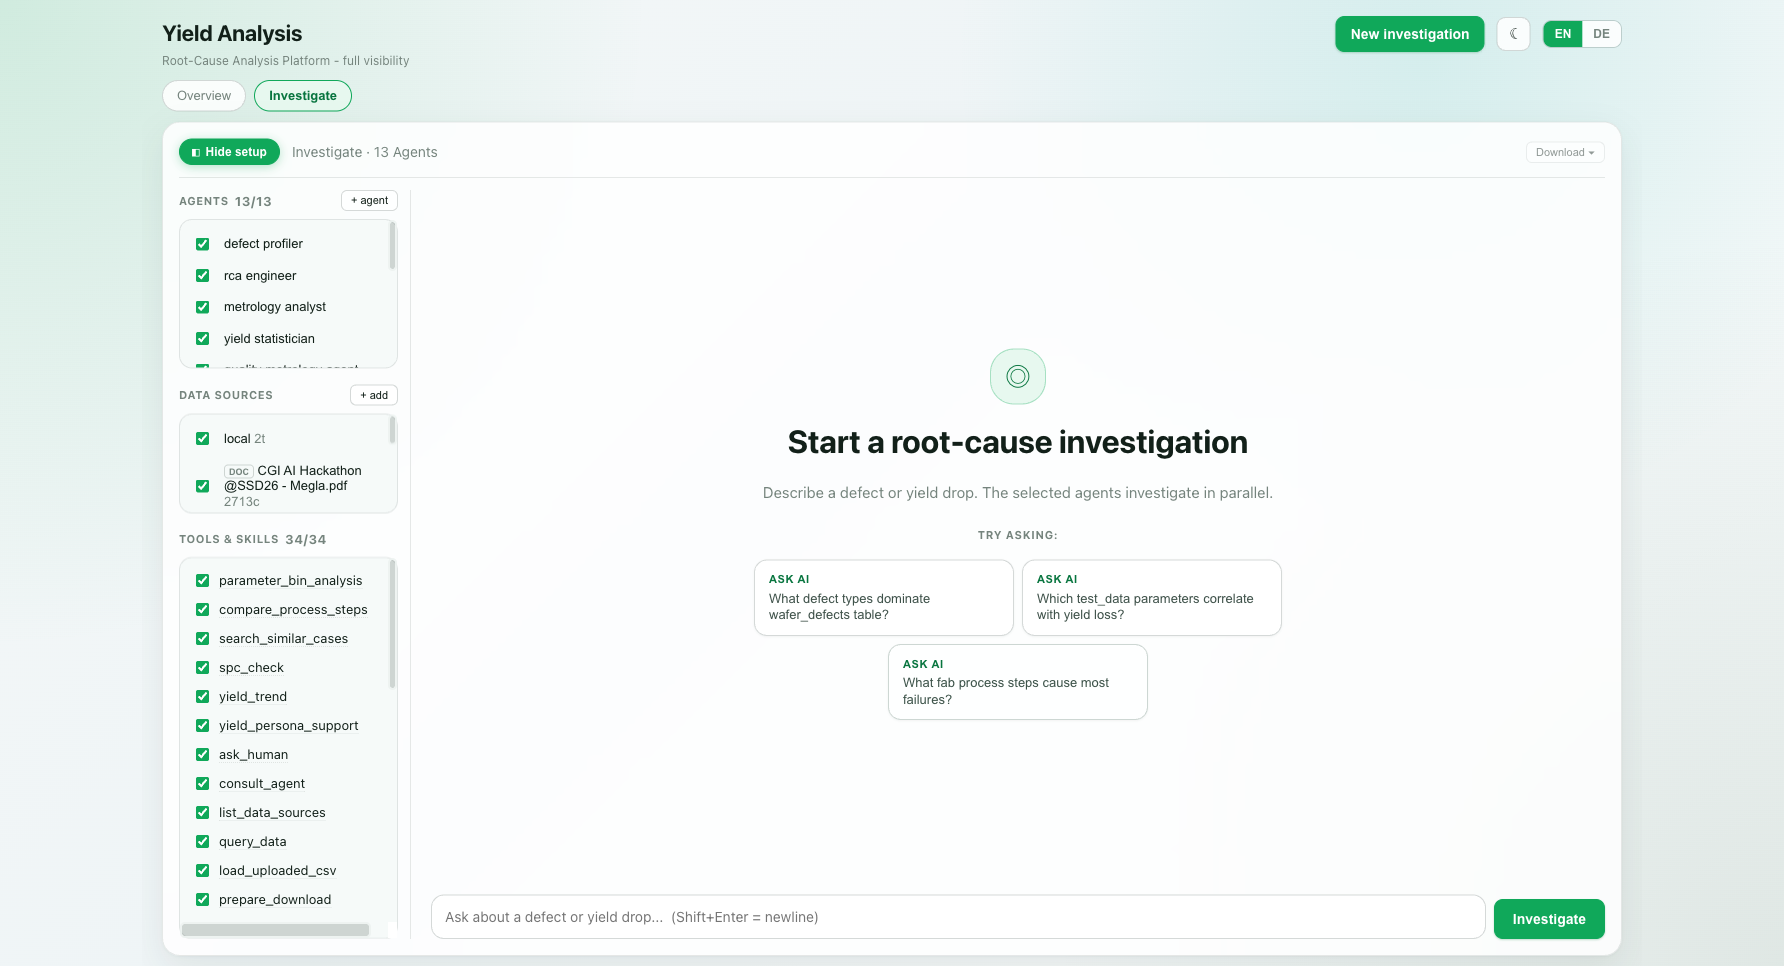 Yield Analysis
Root-Cause Analysis Platform - full visibility
New investigation
EN
DE
Overview
Investigate
Hide setup
Investigate · 13 Agents
Download
AGENTS 13/13
+ agent
defect profiler
rca engineer
metrology analyst
yield statistician
quality metrology agent
DATA SOURCES
+ add
local 2t
DOC CGI AI Hackathon
@SSD26 - Megla.pdf
2713c
TOOLS & SKILLS 34/34
parameter_bin_analysis
compare_process_steps
search_similar_cases
spc_check
yield_trend
yield_persona_support
ask_human
consult_agent
list_data_sources
query_data
load_uploaded_csv
prepare_download
Start a root-cause investigation
Describe a defect or yield drop. The selected agents investigate in parallel.
TRY ASKING:
ASK AI
What defect types dominate
wafer_defects table?
ASK AI
Which test_data parameters correlate
with yield loss?
ASK AI
What fab process steps cause most
failures?
Ask about a defect or yield drop... (Shift+Enter = newline)
Investigate